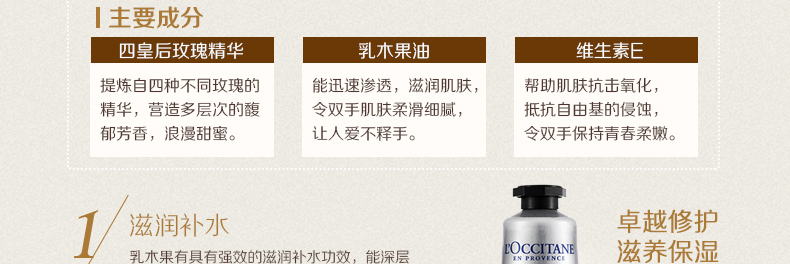 主要成分
四皇后玫瑰精华
提炼自四种不同玫瑰的
精华，营造多层次的馥
郁芳香，浪漫甜蜜。
乳木果油
能迅速渗透，滋润肌肤，
令双手肌肤柔滑细腻，
让人爱不释手。
维生素E
帮助肌肤抗击氧化，
抵抗自由基的侵蚀，
令双手保持青春柔嫩。
1
滋润补水
乳木果有具有强效的滋润补水功效，能深层
L'OCCITANE
EN PROVENCE
卓越修护
滋养保湿